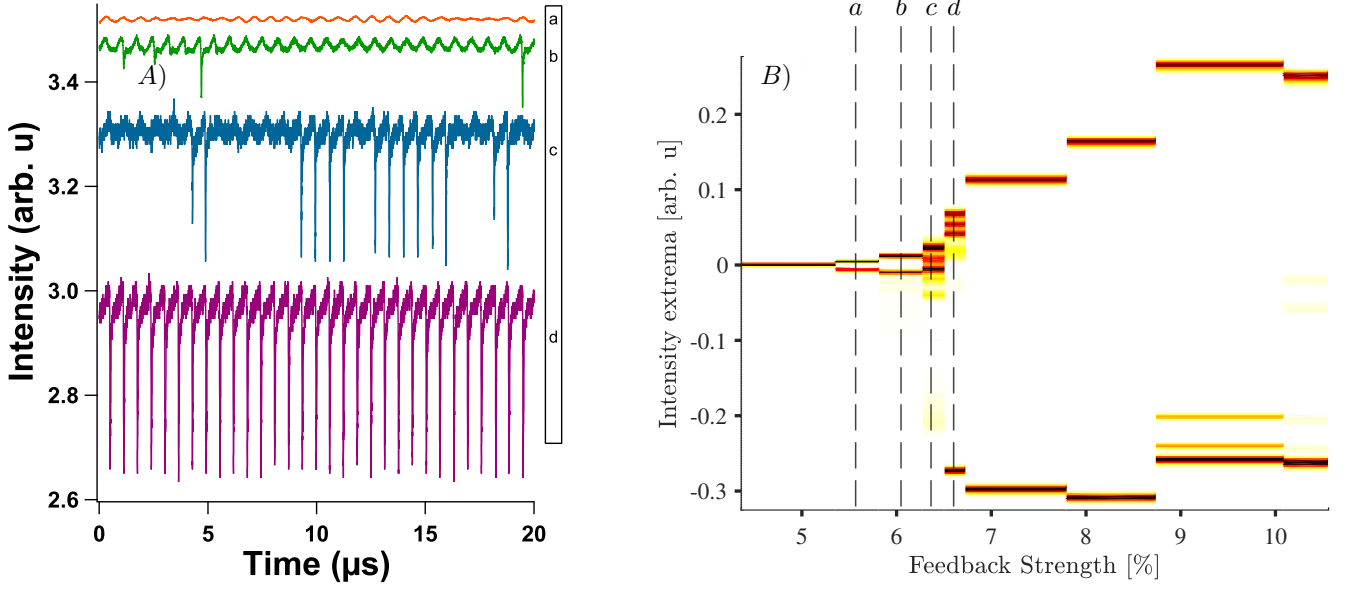 A)
Intensity (arb. u)
3.4
3.2
3.0
2.8
2.6
0 5 10 15 20
Time (µs)
a
b
c
d
a b c d
B)
Intensity extrema [arb. u]
0.2
0.1
0
-0.1
-0.2
-0.3
5 6 7 8 9 10
Feedback Strength [%]